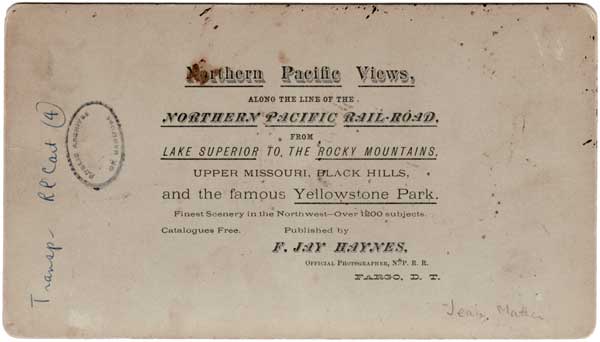 Northern Pacific Views,
ALONG THE LINE OF THE
NORTHERN PACIFIC RAIL-ROAD,
FROM
LAKE SUPERIOR TO THE ROCKY MOUNTAINS,
UPPER MISSOURI, BLACK HILLS,
and the famous Yellowstone Park.
Finest Scenery in the Northwest—Over 1200 subjects.
Catalogues Free. Published by
F. JAY HAYNES,
OFFICIAL PHOTOGRAPHER, N. P. R. R.
FARGO, D. T.
Transp- RR Cart (4)